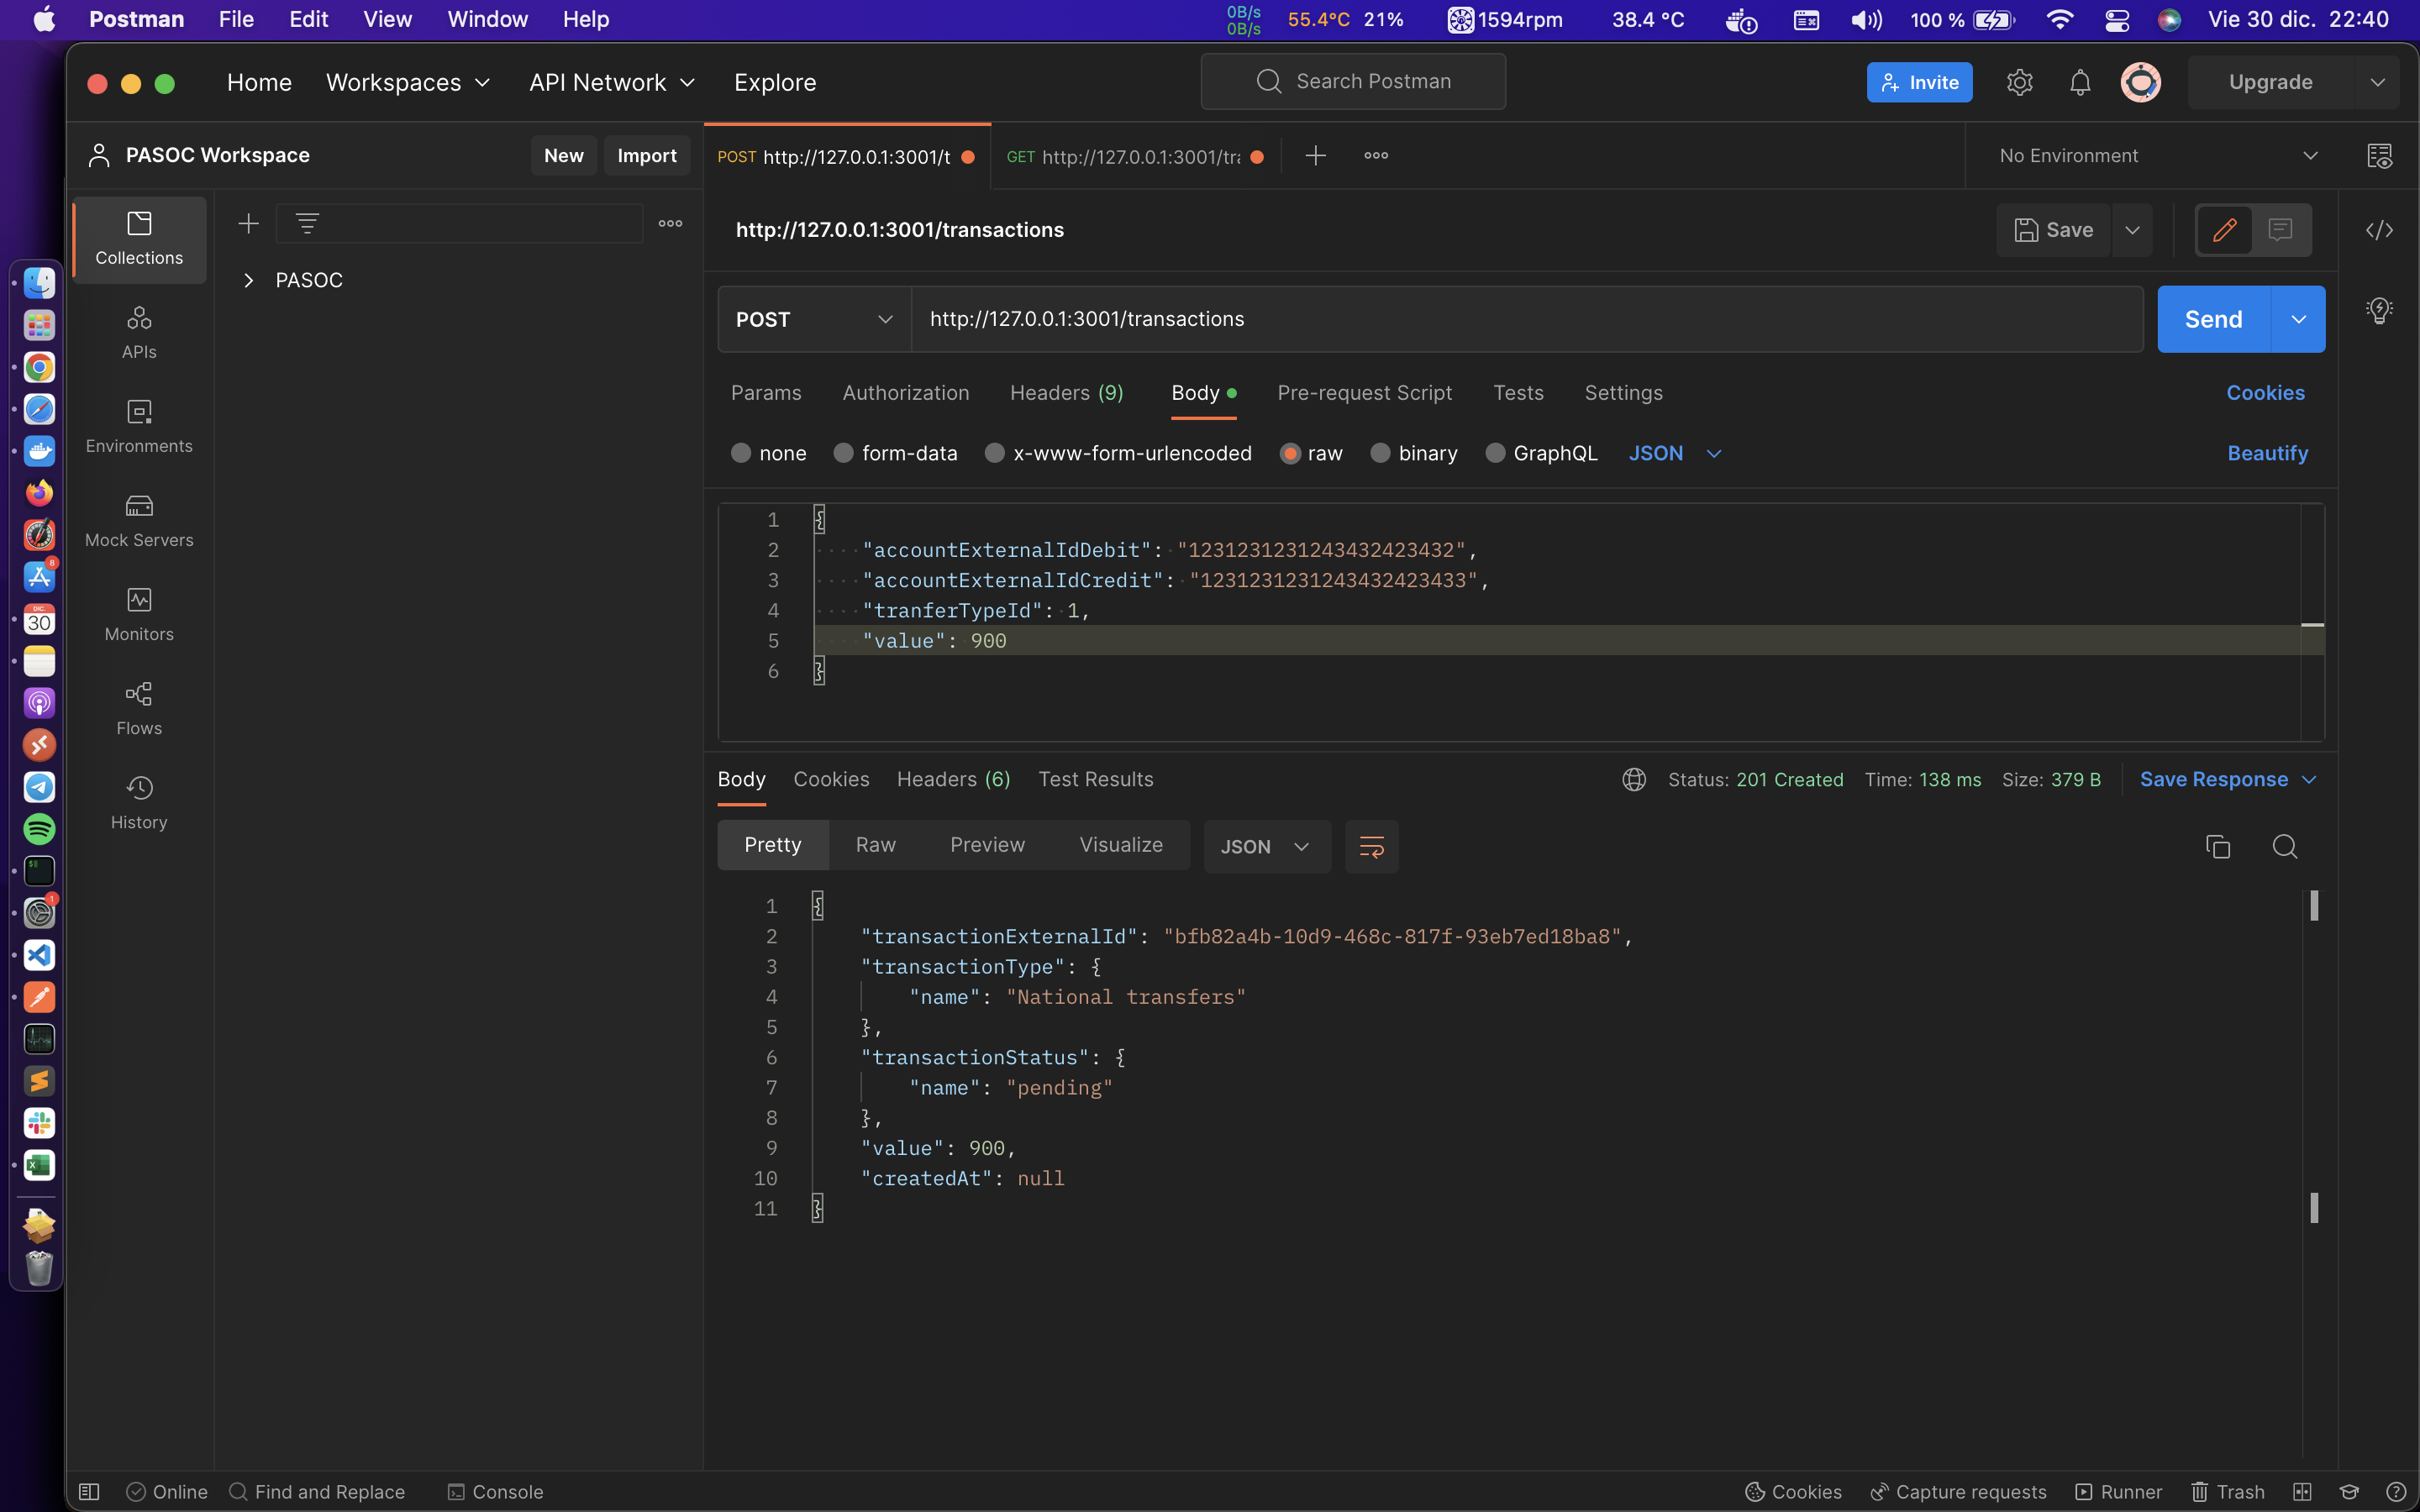 Postman File Edit View Window Help 0B/s 0B/s 55.4°C 21% 1594rpm 38.4 °C 100 % Vie 30 dic. 22:40
Home Workspaces API Network Explore Search Postman Invite Upgrade
PASOC Workspace New Import POST http://127.0.0.1:3001/t GET http://127.0.0.1:3001/tra No Environment
Collections
PASOC
APIs
Environments
Mock Servers
Monitors
Flows
History
8
DIC.
30
1
http://127.0.0.1:3001/transactions Save
POST http://127.0.0.1:3001/transactions Send
Params Authorization Headers (9) Body Pre-request Script Tests Settings Cookies
none form-data x-www-form-urlencoded raw binary GraphQL JSON Beautify
1 {
2 "accountExternalIdDebit": "1231231231243432423432",
3 "accountExternalIdCredit": "1231231231243432423433",
4 "tranferTypeId": 1,
5 "value": 900
6 }
Body Cookies Headers (6) Test Results Status: 201 Created Time: 138 ms Size: 379 B Save Response
Pretty Raw Preview Visualize JSON
1 {
2 "transactionExternalId": "bfb82a4b-10d9-468c-817f-93eb7ed18ba8",
3 "transactionType": {
4 "name": "National transfers"
5 },
6 "transactionStatus": {
7 "name": "pending"
8 },
9 "value": 900,
10 "createdAt": null
11 }
Online Find and Replace Console Cookies Capture requests Runner Trash